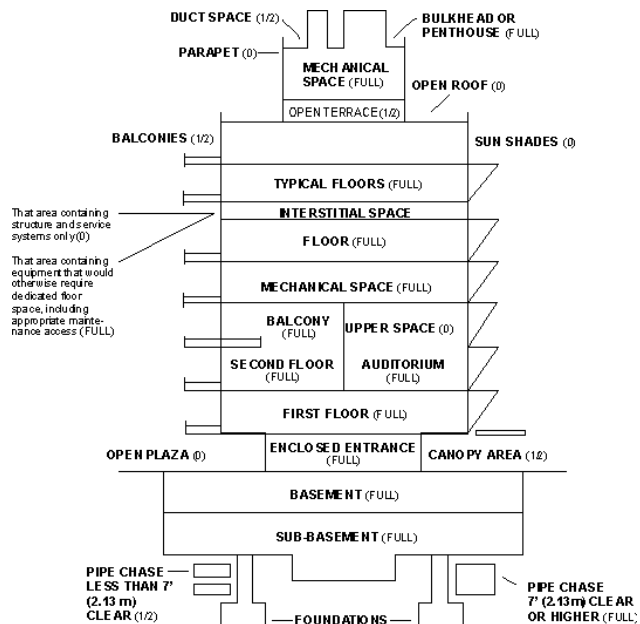 DUCT SPACE (1/2)
BULKHEAD OR
PENTHOUSE (FULL)
PARAPET (0)
MECHANICAL
SPACE (FULL)
OPEN ROOF (0)
OPEN TERRACE (1/2)
BALCONIES (1/2)
SUN SHADES (0)
TYPICAL FLOORS (FULL)
That area containing
structure and service
systems only (0)
INTERSTITIAL SPACE
FLOOR (FULL)
That area containing
equipment that would
otherwise require
dedicated floor
space, including
appropriate mainte-
nance access (FULL)
MECHANICAL SPACE (FULL)
BALCONY
(FULL)
UPPER SPACE (0)
SECOND FLOOR
(FULL)
AUDITORIUM
(FULL)
FIRST FLOOR (FULL)
OPEN PLAZA (0)
ENCLOSED ENTRANCE
(FULL)
CANOPY AREA (1/2)
BASEMENT (FULL)
SUB-BASEMENT (FULL)
PIPE CHASE
LESS THAN 7'
(2.13 m)
CLEAR (1/2)
FOUNDATIONS
PIPE CHASE
7' (2.13 m) CLEAR
OR HIGHER (FULL)